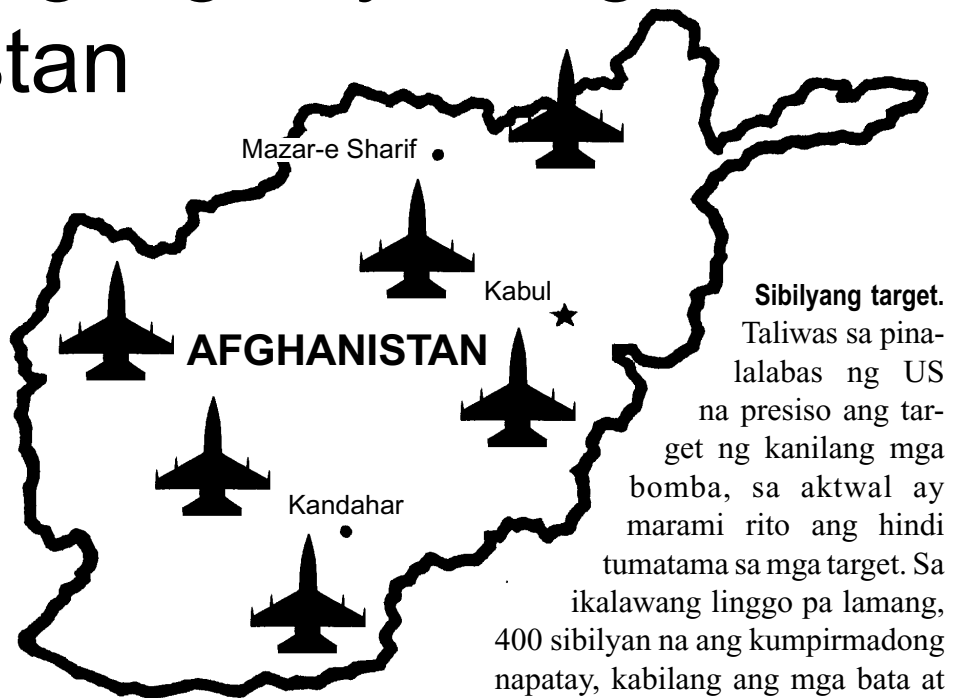 stan
Mazar-e Sharif
Kabul
AFGHANISTAN
Kandahar
Sibilyang target.
Taliwas sa pina-
lalabas ng US
na presiso ang tar-
get ng kanilang mga
bomba, sa aktwal ay
marami rito ang hindi
tumatama sa mga target. Sa
ikalawang linggo pa lamang,
400 sibilyan na ang kumpirmadong
napatay, kabilang ang mga bata at